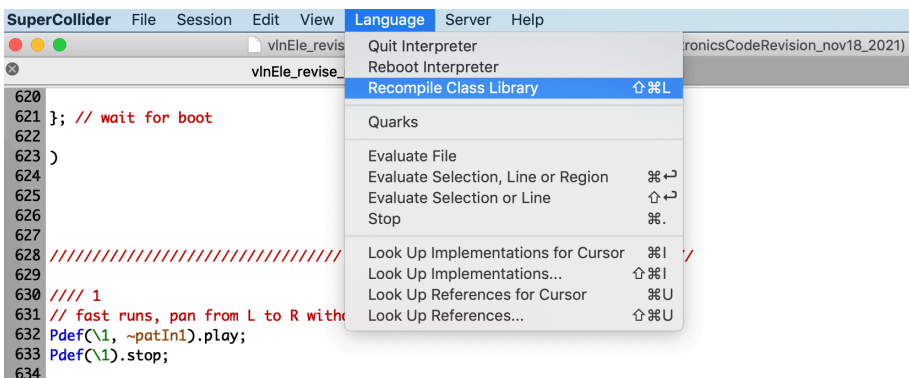 SuperCollider File Session Edit View Language Server Help
vlnEle_revis tronicsCodeRevision_nov18_2021)
vlnEle_revise_
Quit Interpreter
Reboot Interpreter
Recompile Class Library ⇧⌘L
Quarks
Evaluate File
Evaluate Selection, Line or Region ⌘↩
Evaluate Selection or Line ⇧↩
Stop ⌘.
Look Up Implementations for Cursor ⌘I
Look Up Implementations... ⇧⌘I
Look Up References for Cursor ⌘U
Look Up References... ⇧⌘U
620
621 }; // wait for boot
622
623 )
624
625
626
627
628 ////////////////////////////////// //
629
630 //// 1
631 // fast runs, pan from L to R witho
632 Pdef(\1, ~patIn1).play;
633 Pdef(\1).stop;
634